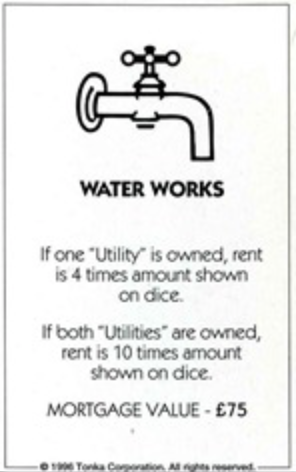 WATER WORKS
If one "Utility" is owned, rent
is 4 times amount shown
on dice.
If both "Utilities" are owned,
rent is 10 times amount
shown on dice.
MORTGAGE VALUE - £75
© 1996 Tonka Corporation. All rights reserved.